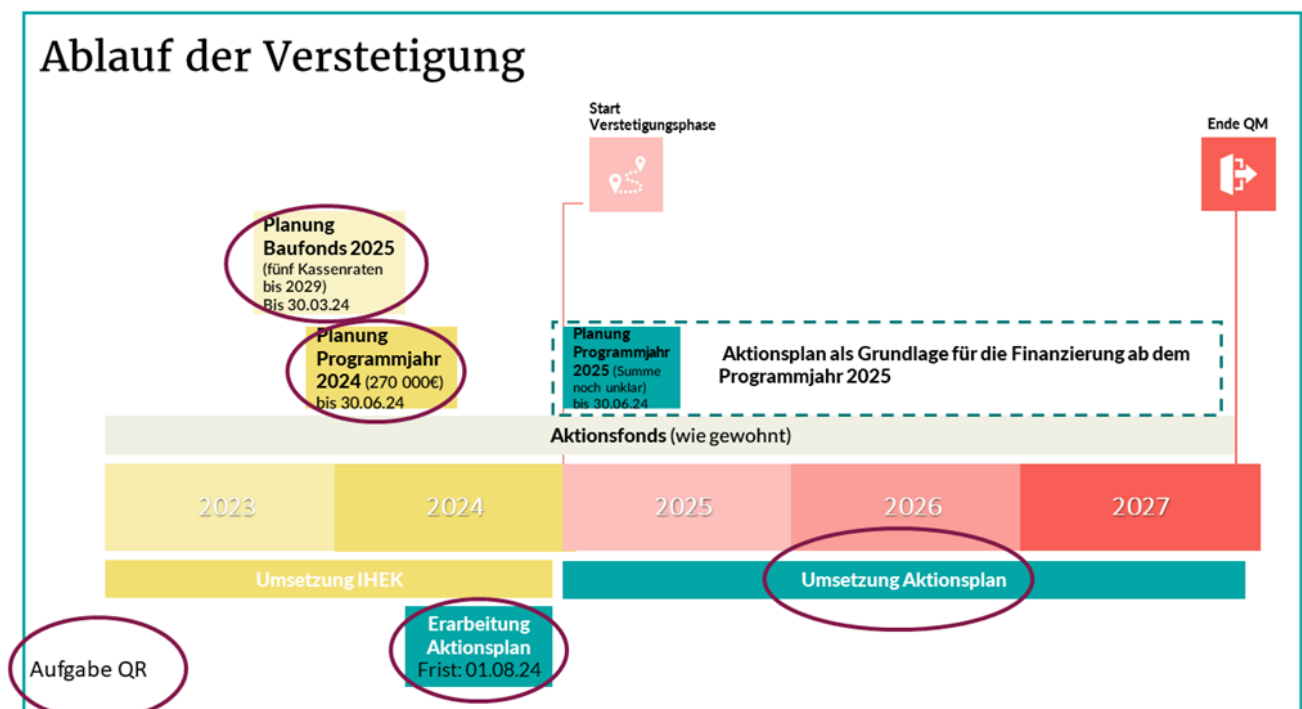 Ablauf der Verstetigung
Start
Verstetigungsphase
Ende QM
Planung
Baufonds 2025
(fünf Kassenraten
bis 2029)
Bis 30.03.24
Planung
Programmjahr
2024 (270 000€)
bis 30.06.24
Planung
Programmjahr
2025 (Summe
noch unklar)
bis 30.06.24
Aktionsplan als Grundlage für die Finanzierung ab dem
Programmjahr 2025
Aktionsfonds (wie gewohnt)
2023
2024
2025
2026
2027
Umsetzung IHEK
Umsetzung Aktionsplan
Erarbeitung
Aktionsplan
Frist: 01.08.24
Aufgabe QR